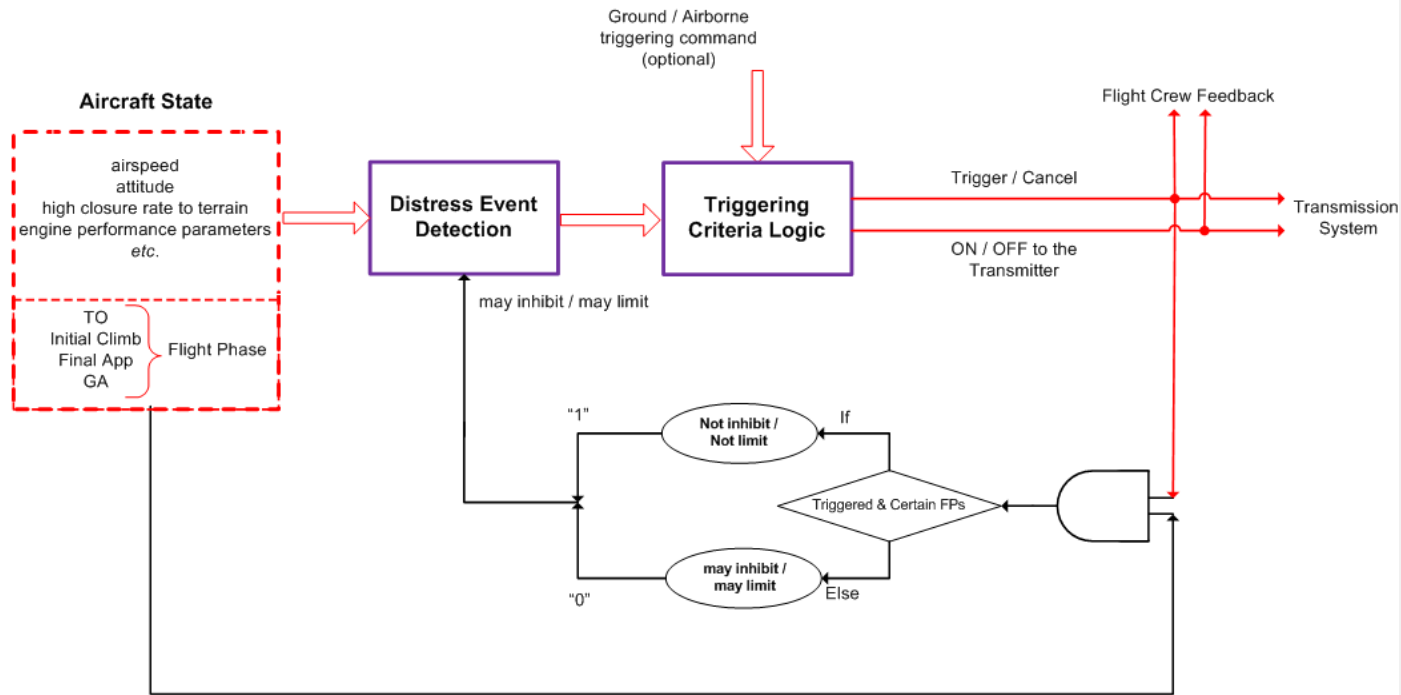 Ground / Airborne
triggering command
(optional)
Aircraft State
Flight Crew Feedback
airspeed
attitude
high closure rate to terrain
engine performance parameters
etc.
Distress Event
Detection
Triggering
Criteria Logic
Trigger / Cancel
ON / OFF to the
Transmitter
Transmission
System
may inhibit / may limit
TO
Initial Climb
Final App
GA
Flight Phase
“1”
Not inhibit /
Not limit
If
Triggered & Certain FPs
“0”
may inhibit /
may limit
Else